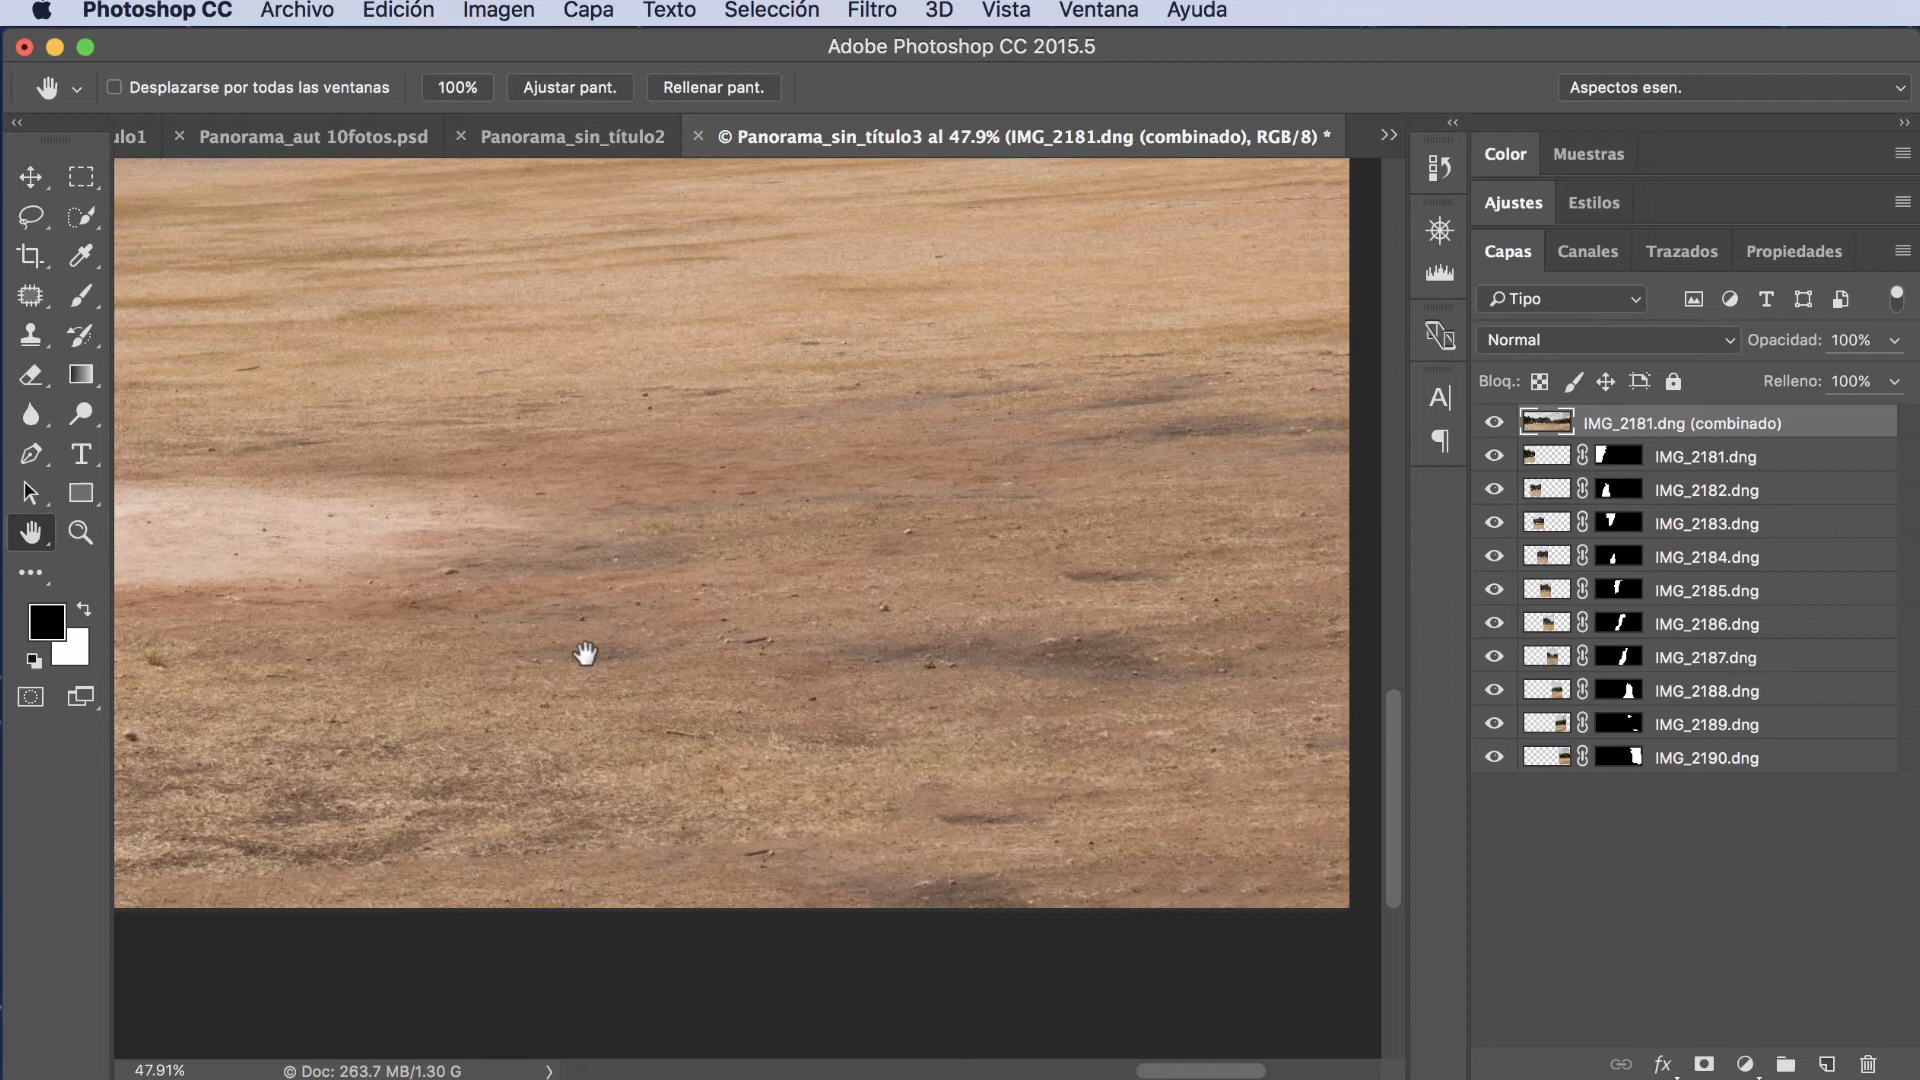 Photoshop CC Archivo Edición Imagen Capa Texto Selección Filtro 3D Vista Ventana Ayuda
Adobe Photoshop CC 2015.5
Desplazarse por todas las ventanas 100% Ajustar pant. Rellenar pant. Aspectos esen.
ulo1 × Panorama_aut 10fotos.psd × Panorama_sin_título2 × © Panorama_sin_título3 al 47.9% (IMG_2181.dng (combinado), RGB/8) *
Color Muestras
Ajustes Estilos
Capas Canales Trazados Propiedades
Tipo
Normal Opacidad: 100%
Bloq.: Relleno: 100%
IMG_2181.dng (combinado)
IMG_2181.dng
IMG_2182.dng
IMG_2183.dng
IMG_2184.dng
IMG_2185.dng
IMG_2186.dng
IMG_2187.dng
IMG_2188.dng
IMG_2189.dng
IMG_2190.dng
47.91% © Doc: 263.7 MB/1.30 G
fx